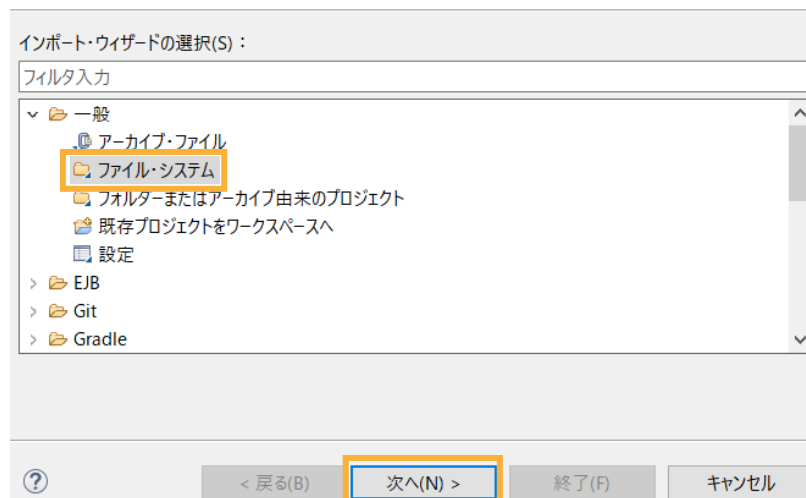 インポート・ウィザードの選択(S)：
フィルタ入力
一般
アーカイブ・ファイル
ファイル・システム
フォルダーまたはアーカイブ由来のプロジェクト
既存プロジェクトをワークスペースへ
設定
EJB
Git
Gradle
< 戻る(B) 次へ(N) > 終了(F) キャンセル